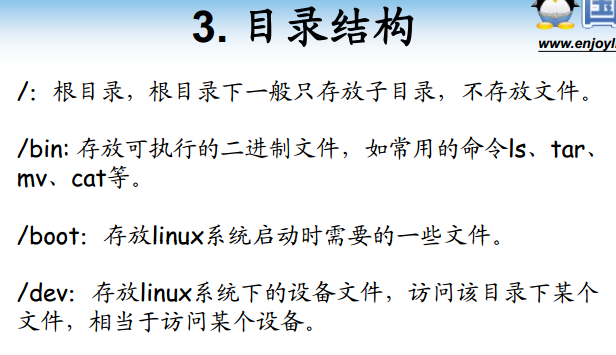 3. 目录结构
国
www.enjoyli
/：根目录，根目录下一般只存放子目录，不存放文件。
/bin: 存放可执行的二进制文件，如常用的命令ls、tar、
mv、cat等。
/boot：存放linux系统启动时需要的一些文件。
/dev：存放linux系统下的设备文件，访问该目录下某个
文件，相当于访问某个设备。